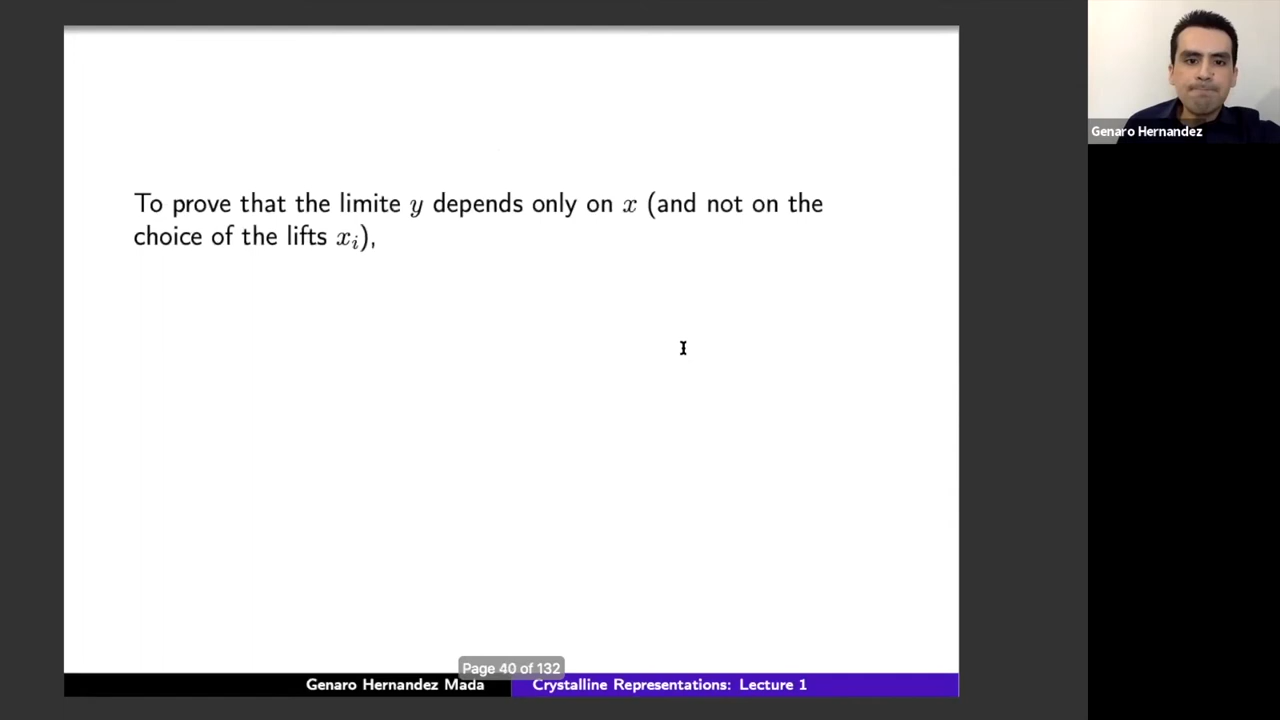 Genaro Hernandez
To prove that the limite y depends only on x (and not on the
choice of the lifts xᵢ),
Page 40 of 132
Genaro Hernandez Mada
Crystalline Representations: Lecture 1